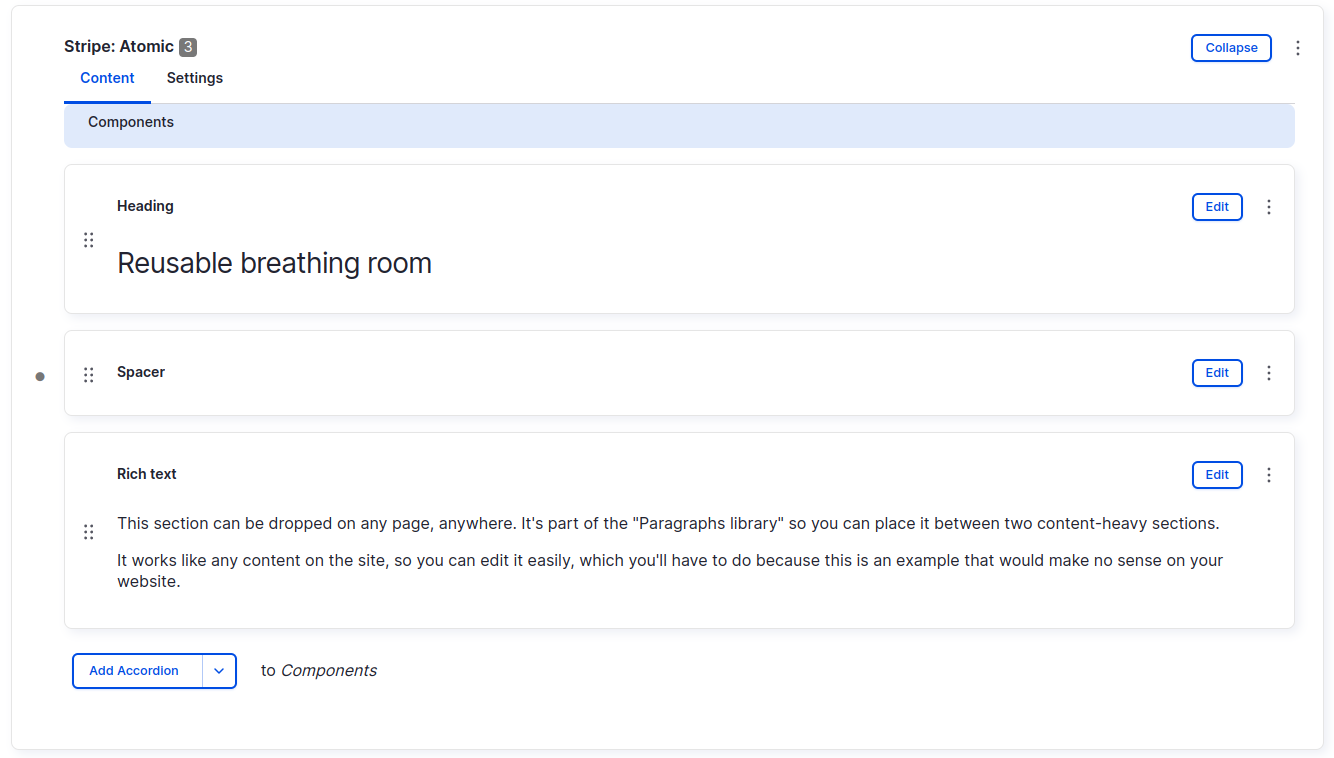 Stripe: Atomic 3
Collapse
Content Settings
Components
Heading
Edit
Reusable breathing room
Spacer
Edit
Rich text
Edit
This section can be dropped on any page, anywhere. It's part of the "Paragraphs library" so you can place it between two content-heavy sections.
It works like any content on the site, so you can edit it easily, which you'll have to do because this is an example that would make no sense on your
website.
Add Accordion to Components